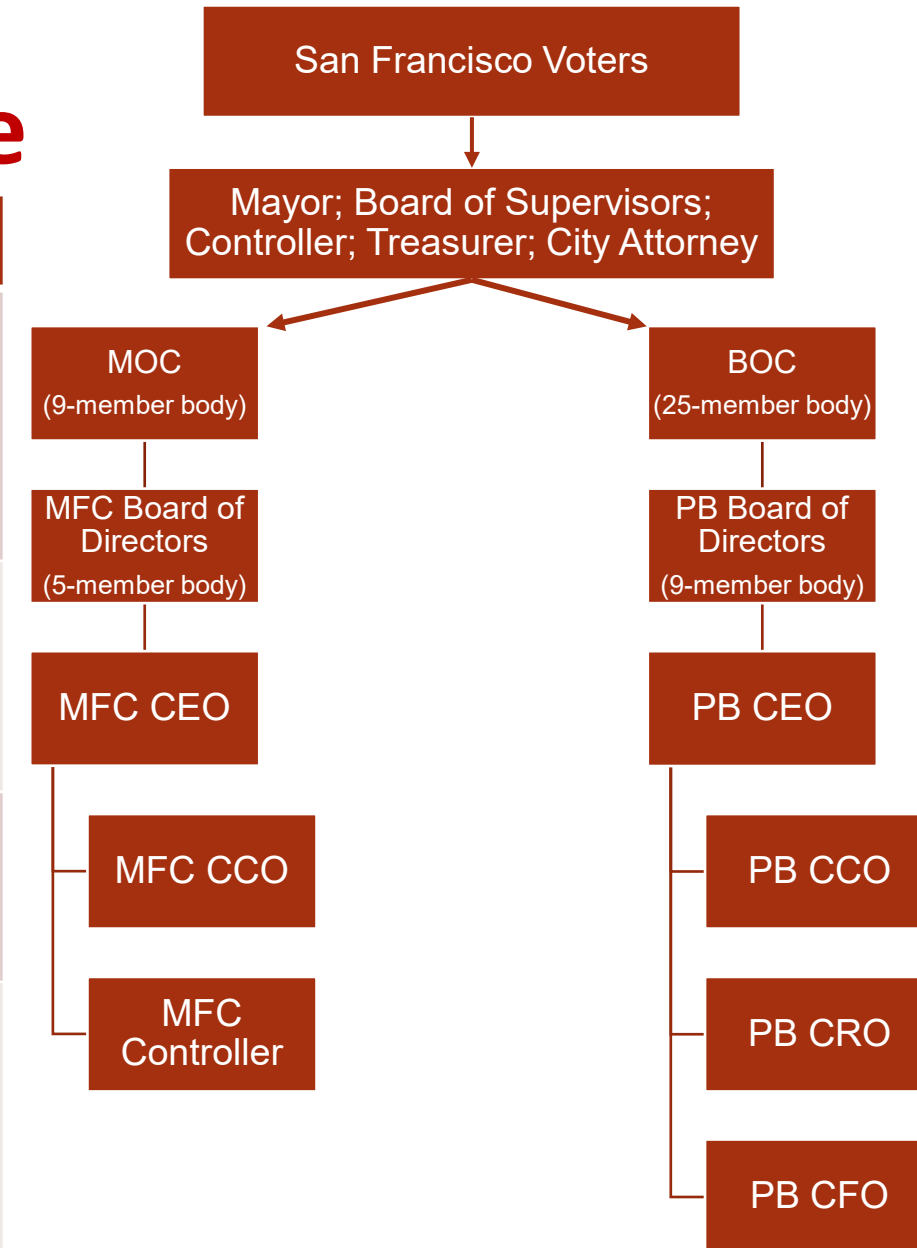 San Francisco Voters
e
Mayor; Board of Supervisors;
Controller; Treasurer; City Attorney
MOC
(9-member body)
BOC
(25-member body)
MFC Board of
Directors
(5-member body)
PB Board of
Directors
(9-member body)
MFC CEO
PB CEO
MFC CCO
PB CCO
MFC
Controller
PB CRO
PB CFO